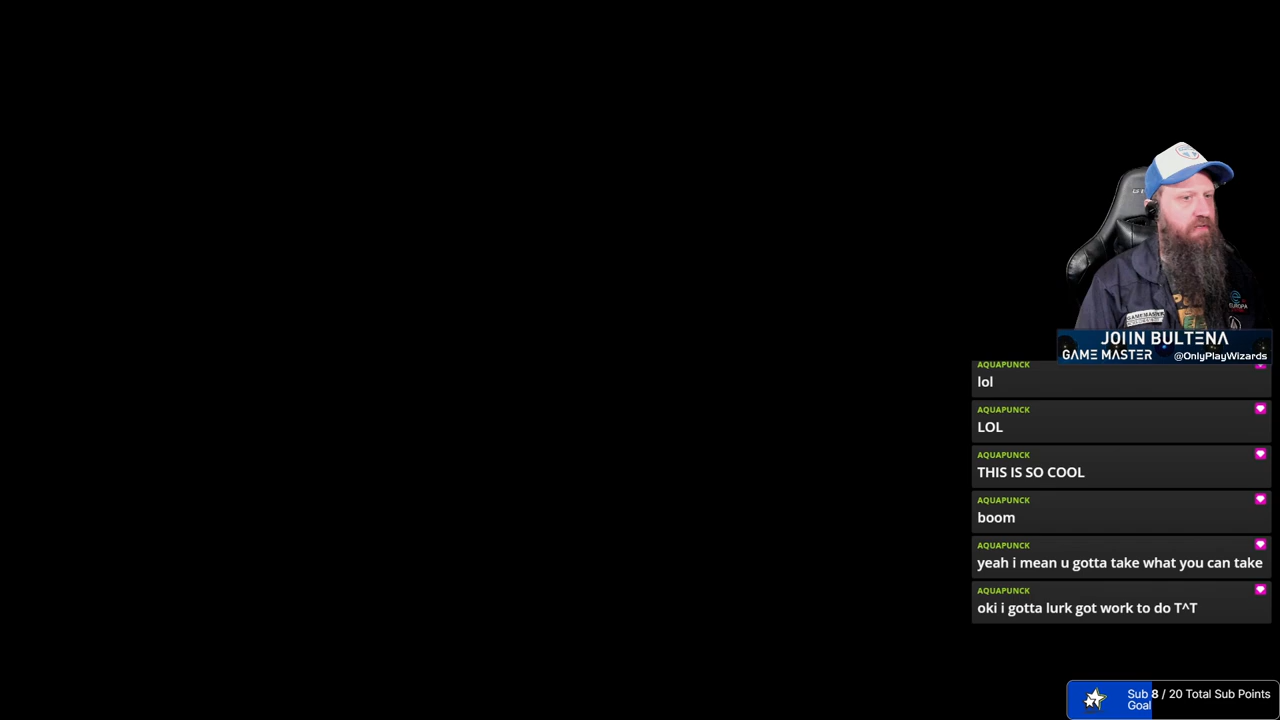 JOHN BULTENA
GAME MASTER @OnlyPlayWizards
AQUAPUNCK
lol
AQUAPUNCK
LOL
AQUAPUNCK
THIS IS SO COOL
AQUAPUNCK
boom
AQUAPUNCK
yeah i mean u gotta take what you can take
AQUAPUNCK
oki i gotta lurk got work to do T^T
Sub 8 / 20 Total Sub Points
Goal